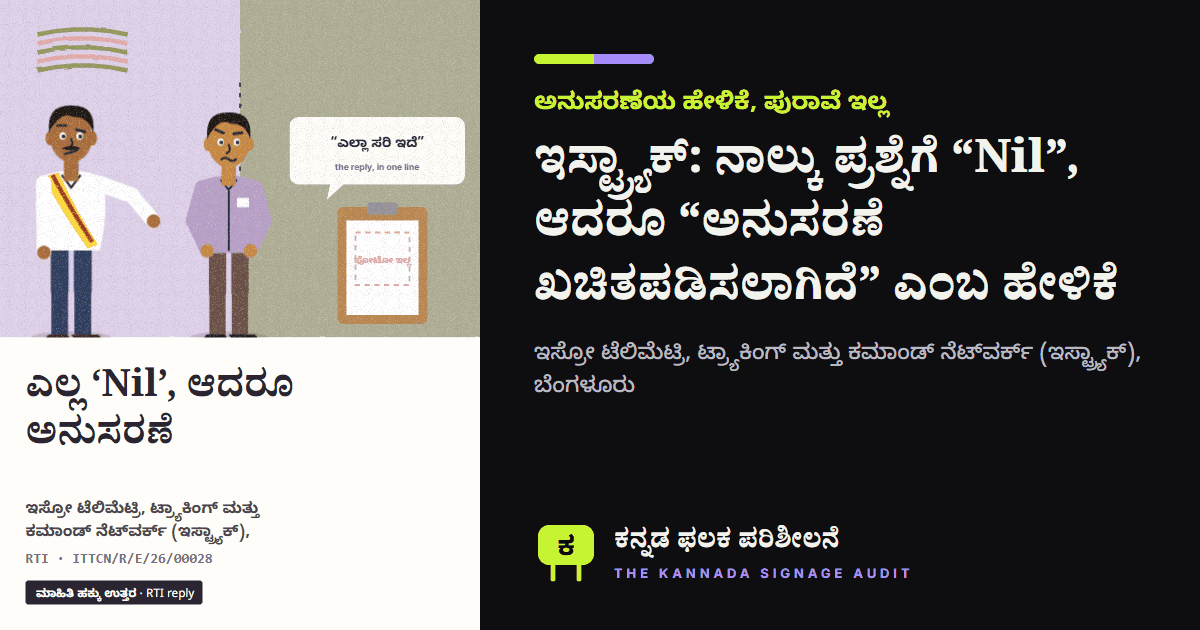 “ಎಲ್ಲಾ ಸರಿ ಇದೆ”
the reply, in one line
ಫೋಟೋ ಇಲ್ಲ
ಎಲ್ಲ ‘Nil’, ಆದರೂ
ಅನುಸರಣೆ
ಇಸ್ರೋ ಟೆಲಿಮೆಟ್ರಿ, ಟ್ರ್ಯಾಕಿಂಗ್ ಮತ್ತು
ಕಮಾಂಡ್ ನೆಟ್‌ವರ್ಕ್ (ಇಸ್ಟ್ರ್ಯಾಕ್),
RTI · ITTCN/R/E/26/00028
ಮಾಹಿತಿ ಹಕ್ಕು ಉತ್ತರ · RTI reply
ಅನುಸರಣೆಯ ಹೇಳಿಕೆ, ಪುರಾವೆ ಇಲ್ಲ
ಇಸ್ಟ್ರ್ಯಾಕ್: ನಾಲ್ಕು ಪ್ರಶ್ನೆಗೆ “Nil”,
ಆದರೂ “ಅನುಸರಣೆ
ಖಚಿತಪಡಿಸಲಾಗಿದೆ” ಎಂಬ ಹೇಳಿಕೆ
ಇಸ್ರೋ ಟೆಲಿಮೆಟ್ರಿ, ಟ್ರ್ಯಾಕಿಂಗ್ ಮತ್ತು ಕಮಾಂಡ್ ನೆಟ್‌ವರ್ಕ್ (ಇಸ್ಟ್ರ್ಯಾಕ್),
ಬೆಂಗಳೂರು
ಕ
ಕನ್ನಡ ಫಲಕ ಪರಿಶೀಲನೆ
THE KANNADA SIGNAGE AUDIT